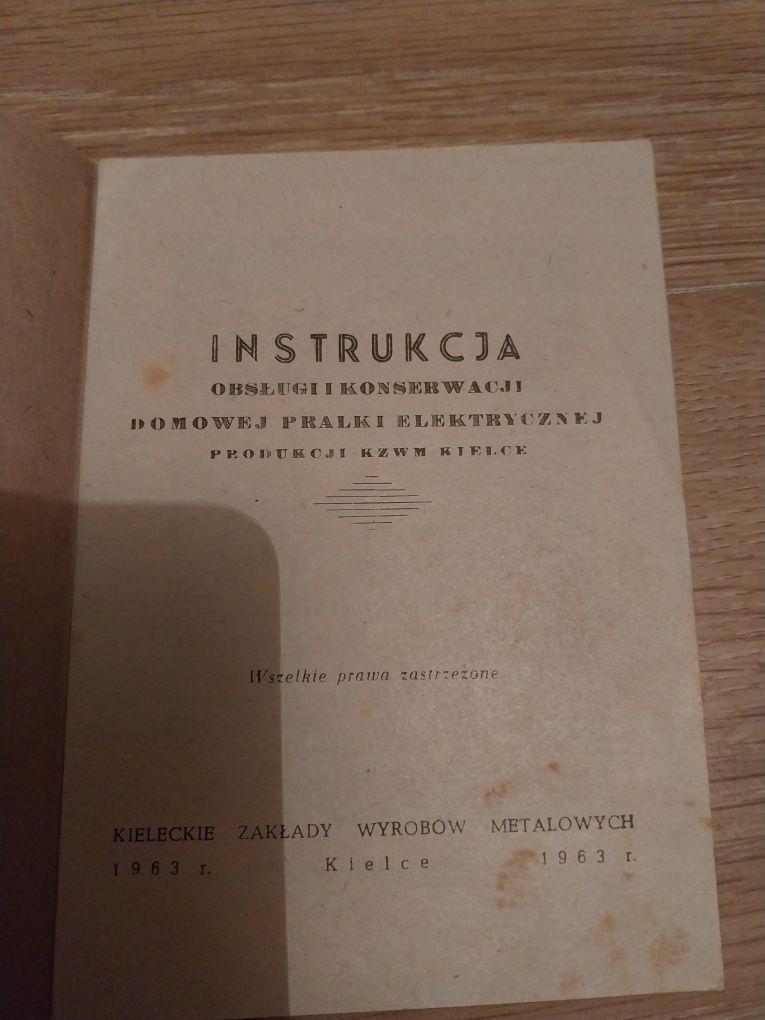 INSTRUKCJA
OBSŁUGI I KONSERWACJI
DOMOWEJ PRALKI ELEKTRYCZNEJ
PRODUKCJI KZWM KIELCE
Wszelkie prawa zastrzeżone
KIELECKIE ZAKŁADY WYROBÓW METALOWYCH
1963 r. Kielce 1963 r.